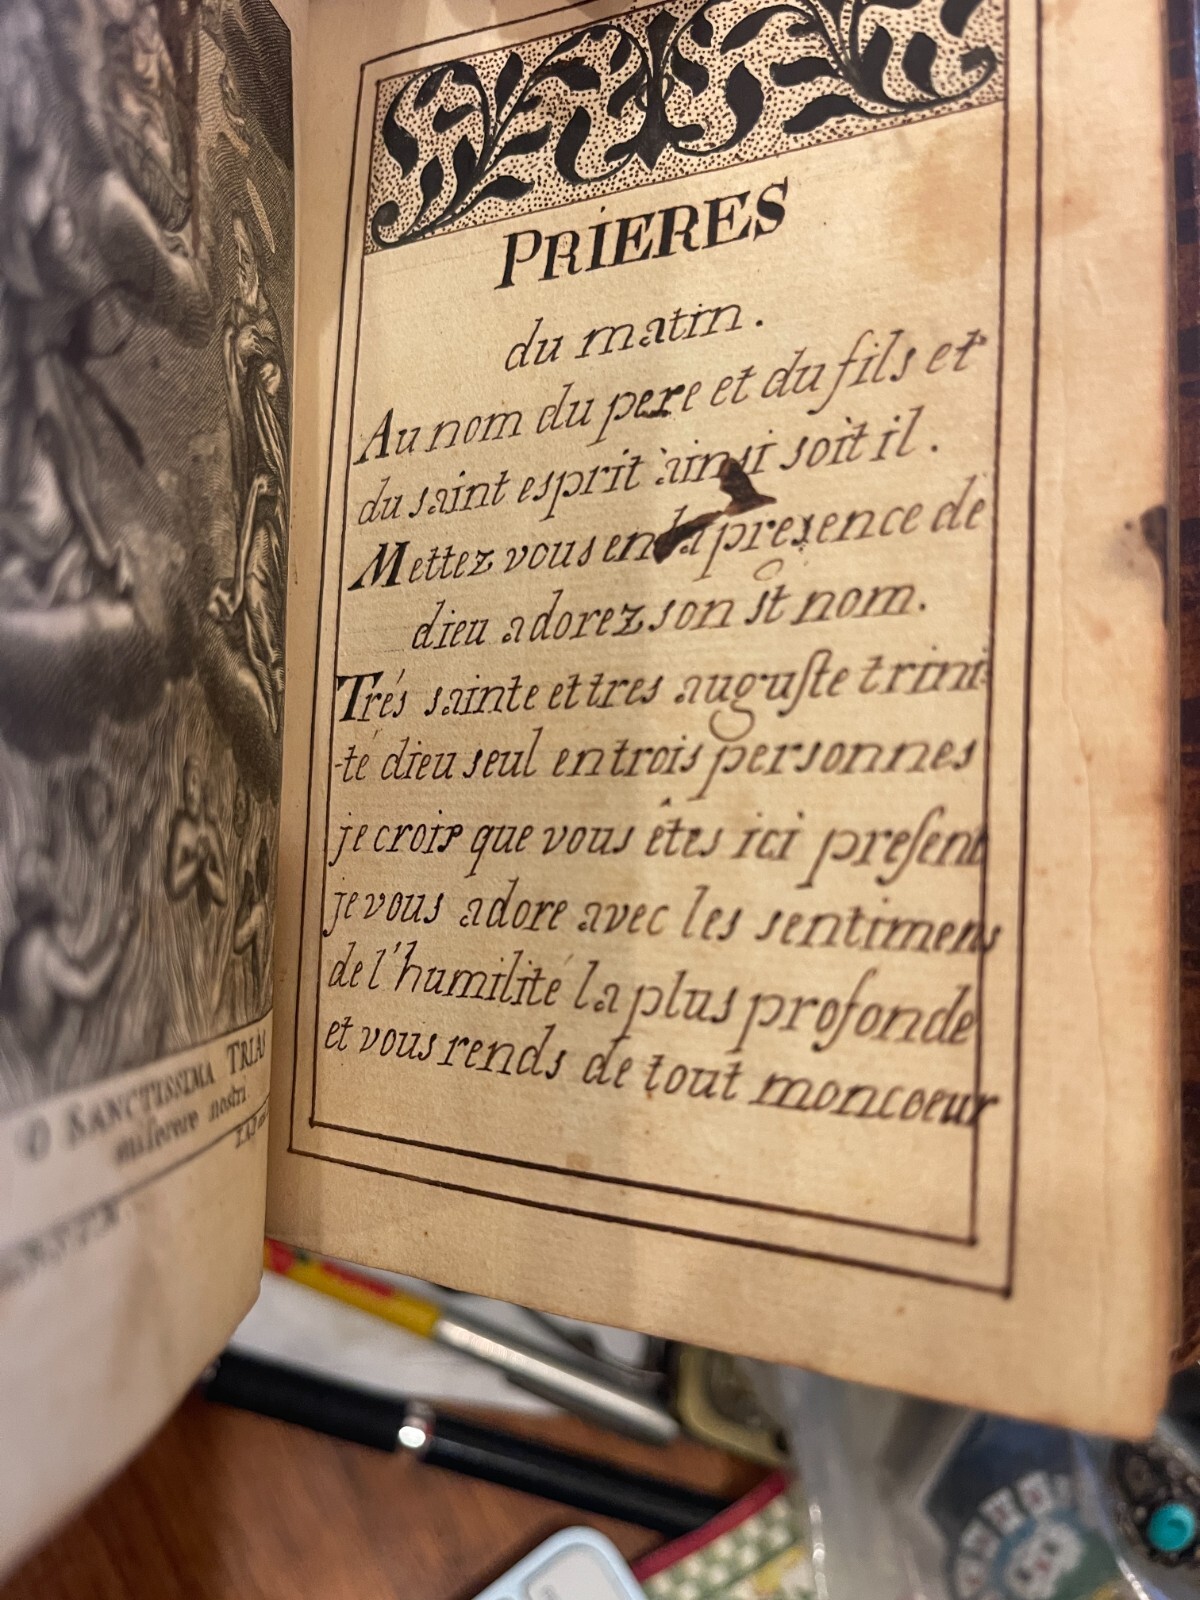 O SANCTISSIMA TRIAS
miserere nostri.
PRIERES
du matin.
Au nom du pere et du fils et
du saint esprit ainsi soit il.
Mettez vous en la presence de
dieu adorez son st nom.
Trés sainte et tres auguſte trini-
-té dieu seul en trois personnes
je crois que vous êtes ici preſent
je vous adore avec les sentimens
de l'humilité la plus profonde
et vous rends de tout mon coeur